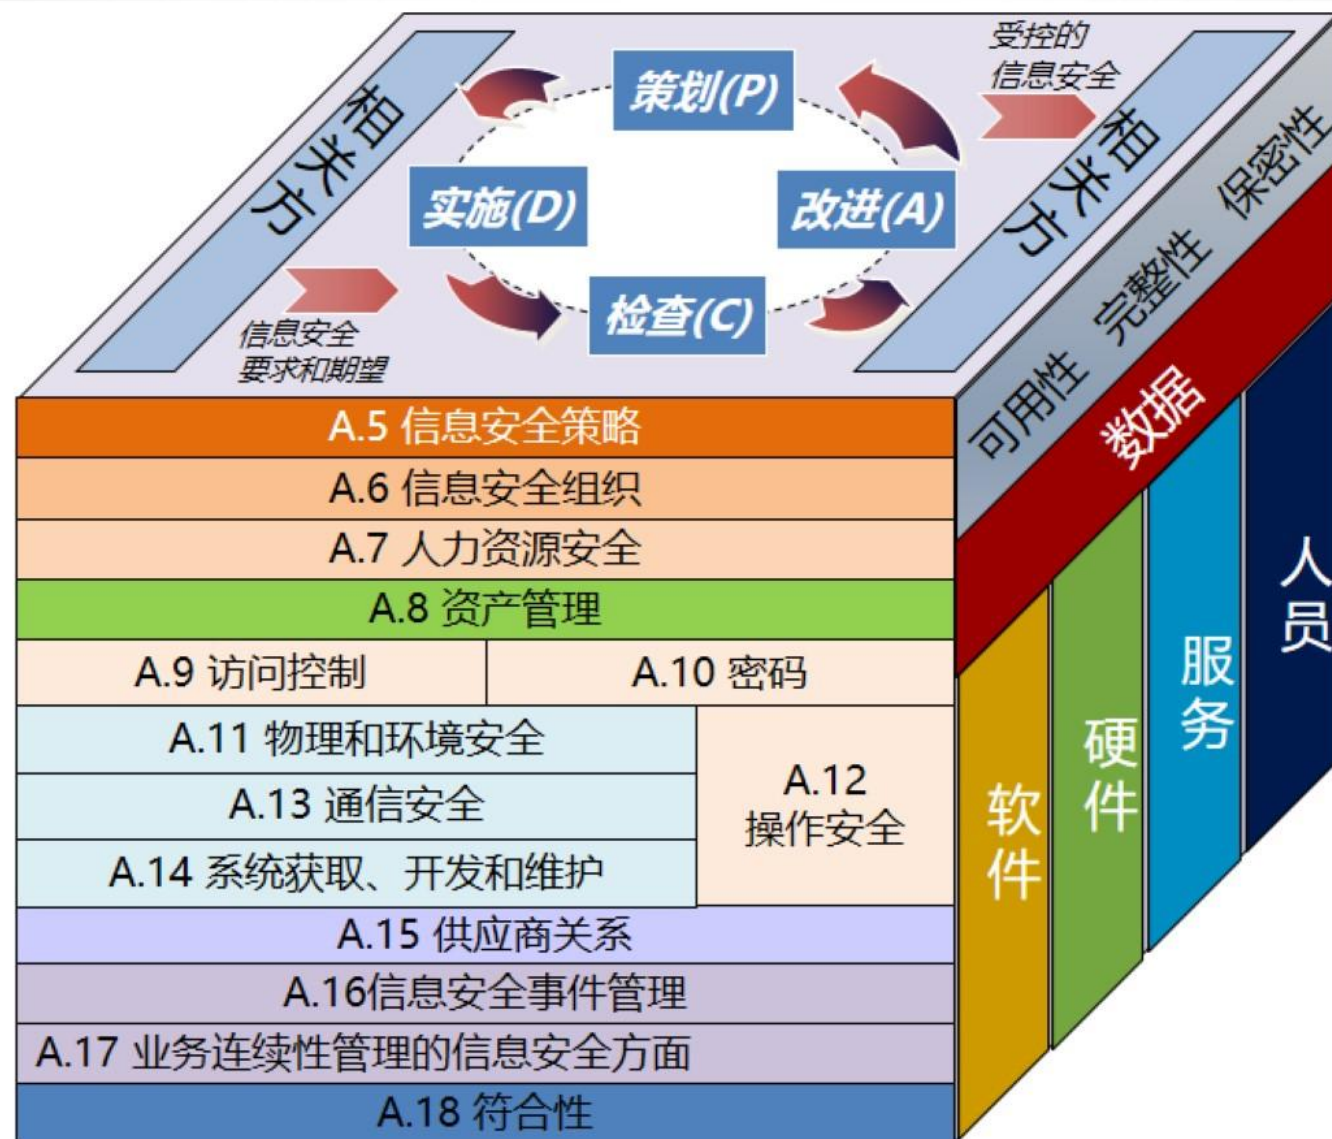 受控的
信息安全
策划(P)
相关方
相关方
实施(D)
改进(A)
检查(C)
信息安全
要求和期望
保密性
完整性
可用性
数据
A.5 信息安全策略
A.6 信息安全组织
A.7 人力资源安全
A.8 资产管理
A.9 访问控制
A.10 密码
A.11 物理和环境安全
A.12
操作安全
A.13 通信安全
A.14 系统获取、开发和维护
A.15 供应商关系
A.16信息安全事件管理
A.17 业务连续性管理的信息安全方面
A.18 符合性
软件
硬件
服务
人员